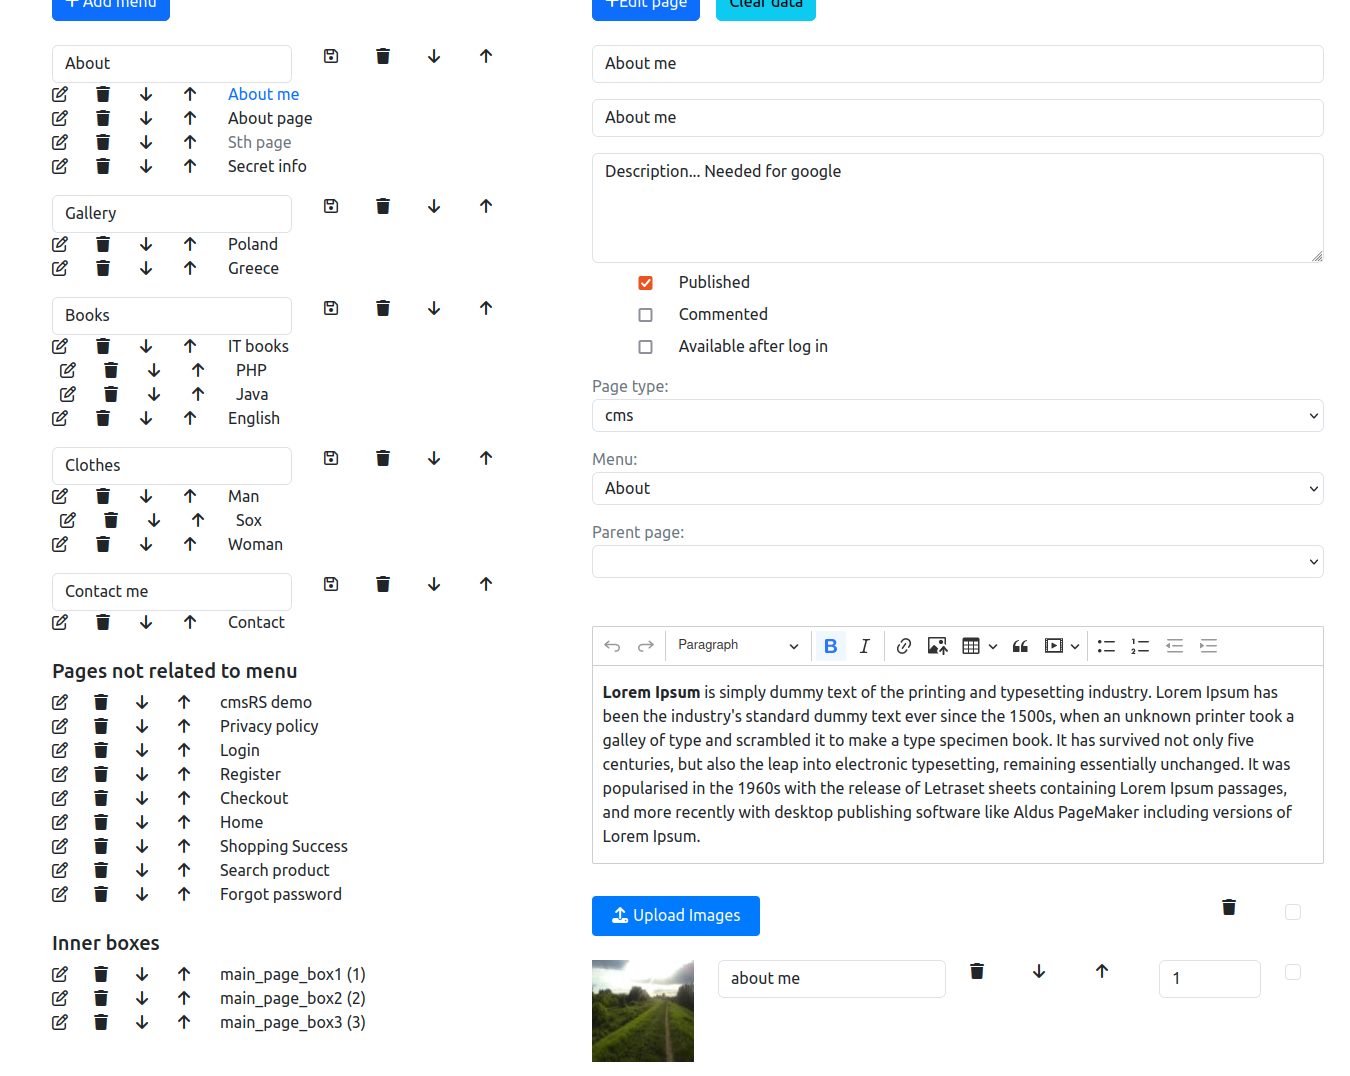 Add menu
About
About me
About page
Sth page
Secret info
Gallery
Poland
Greece
Books
IT books
PHP
Java
English
Clothes
Man
Sox
Woman
Contact me
Contact
Pages not related to menu
cmsRS demo
Privacy policy
Login
Register
Checkout
Home
Shopping Success
Search product
Forgot password
Inner boxes
main_page_box1 (1)
main_page_box2 (2)
main_page_box3 (3)
Edit page
Clear data
About me
About me
Description... Needed for google
Published
Commented
Available after log in
Page type:
cms
Menu:
About
Parent page:
Paragraph
Lorem Ipsum is simply dummy text of the printing and typesetting industry. Lorem Ipsum has
been the industry's standard dummy text ever since the 1500s, when an unknown printer took a
galley of type and scrambled it to make a type specimen book. It has survived not only five
centuries, but also the leap into electronic typesetting, remaining essentially unchanged. It was
popularised in the 1960s with the release of Letraset sheets containing Lorem Ipsum passages,
and more recently with desktop publishing software like Aldus PageMaker including versions of
Lorem Ipsum.
Upload Images
about me
1